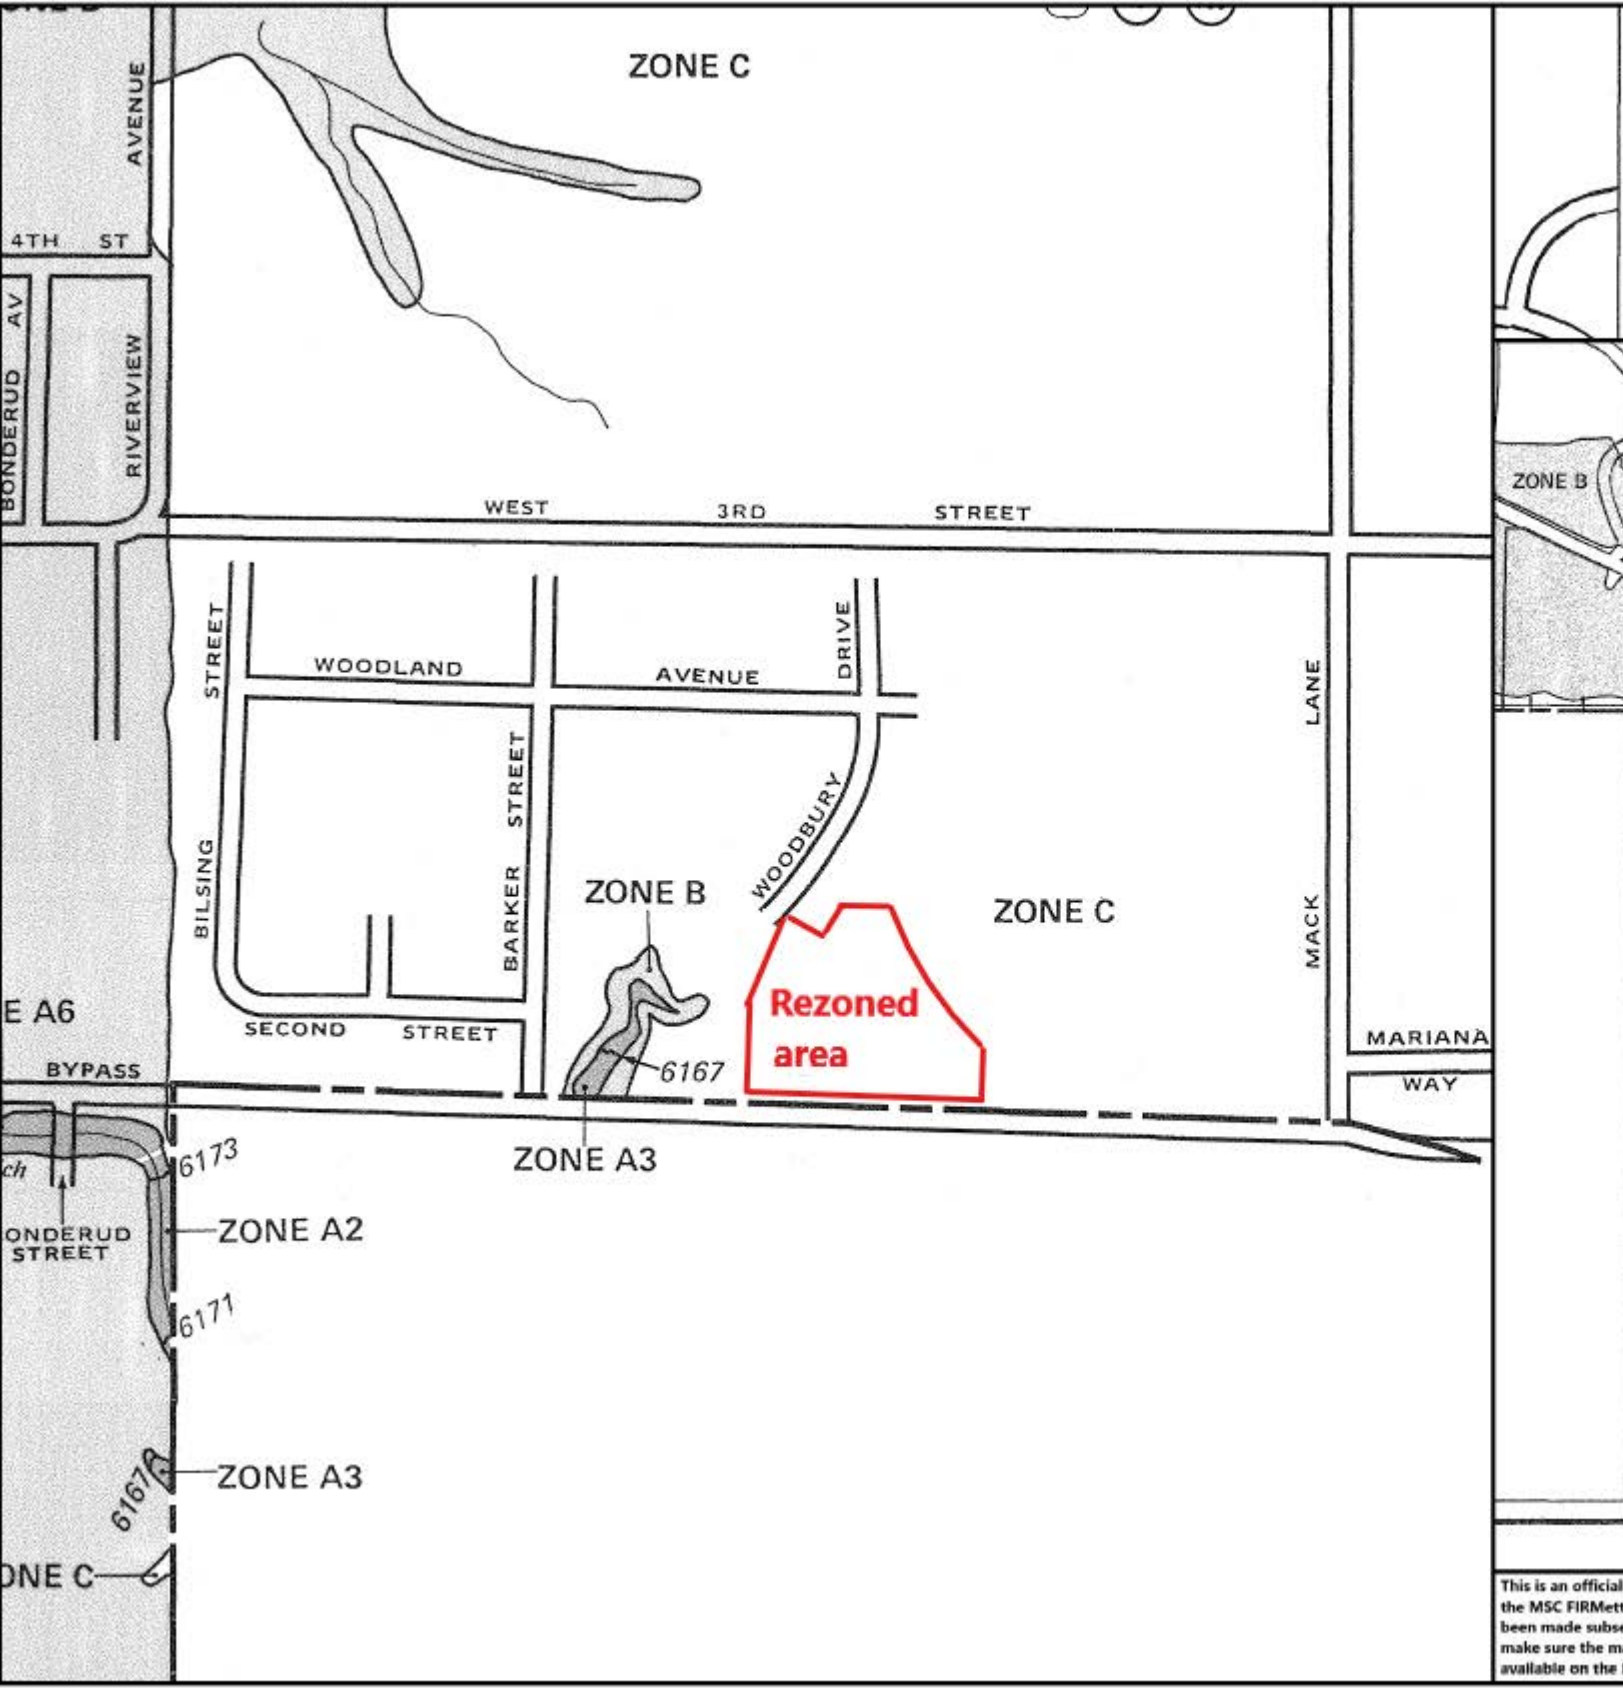 ZONE C
AVENUE
4TH ST
BONDERUD AV
RIVERVIEW
WEST 3RD STREET
ZONE B
STREET
WOODLAND AVENUE
DRIVE
LANE
BARKER STREET
WOODBURY
BILSING
ZONE B
ZONE C
MACK
Rezoned
area
E A6
SECOND STREET
MARIANA
WAY
BYPASS
6167
ZONE A3
6173
ch
ZONE A2
ONDERUD
STREET
6171
ZONE A3
6167
ONE C
This is an official
the MSC FIRMett
been made subse
make sure the ma
available on the